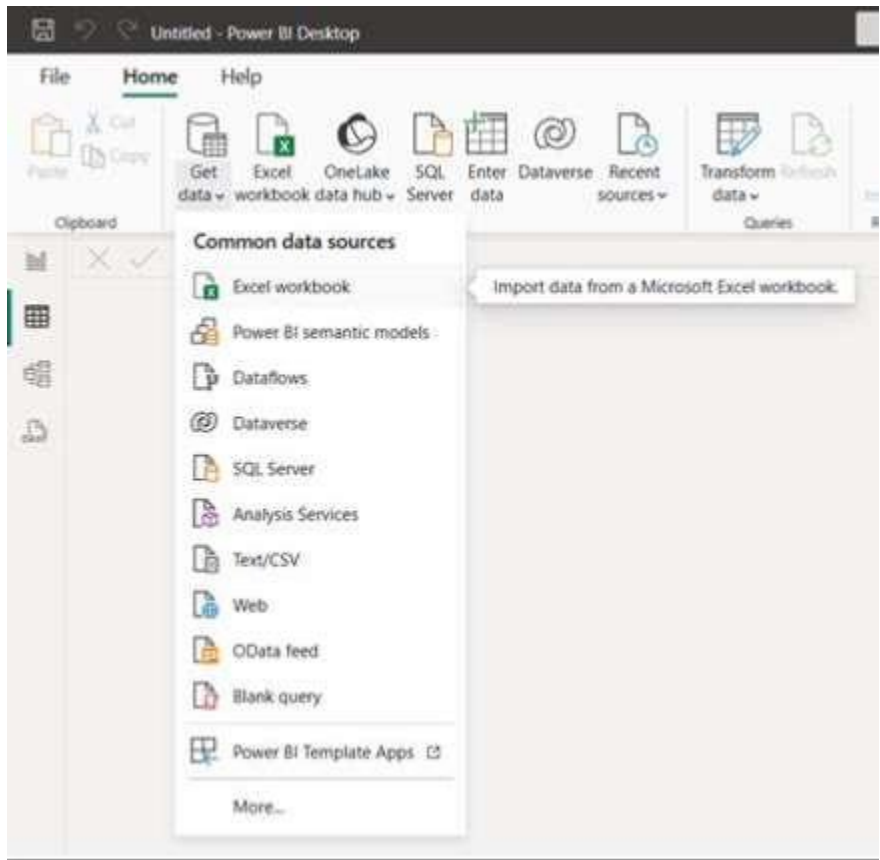 Untitled - Power BI Desktop
File Home Help
Cut
Copy
Paste
Get data
Excel workbook
OneLake data hub
SQL Server
Enter data
Dataverse
Recent sources
Transform data
Refresh
Clipboard
Queries
Common data sources
Excel workbook
Import data from a Microsoft Excel workbook.
Power BI semantic models
Dataflows
Dataverse
SQL Server
Analysis Services
Text/CSV
Web
OData feed
Blank query
Power BI Template Apps
More...